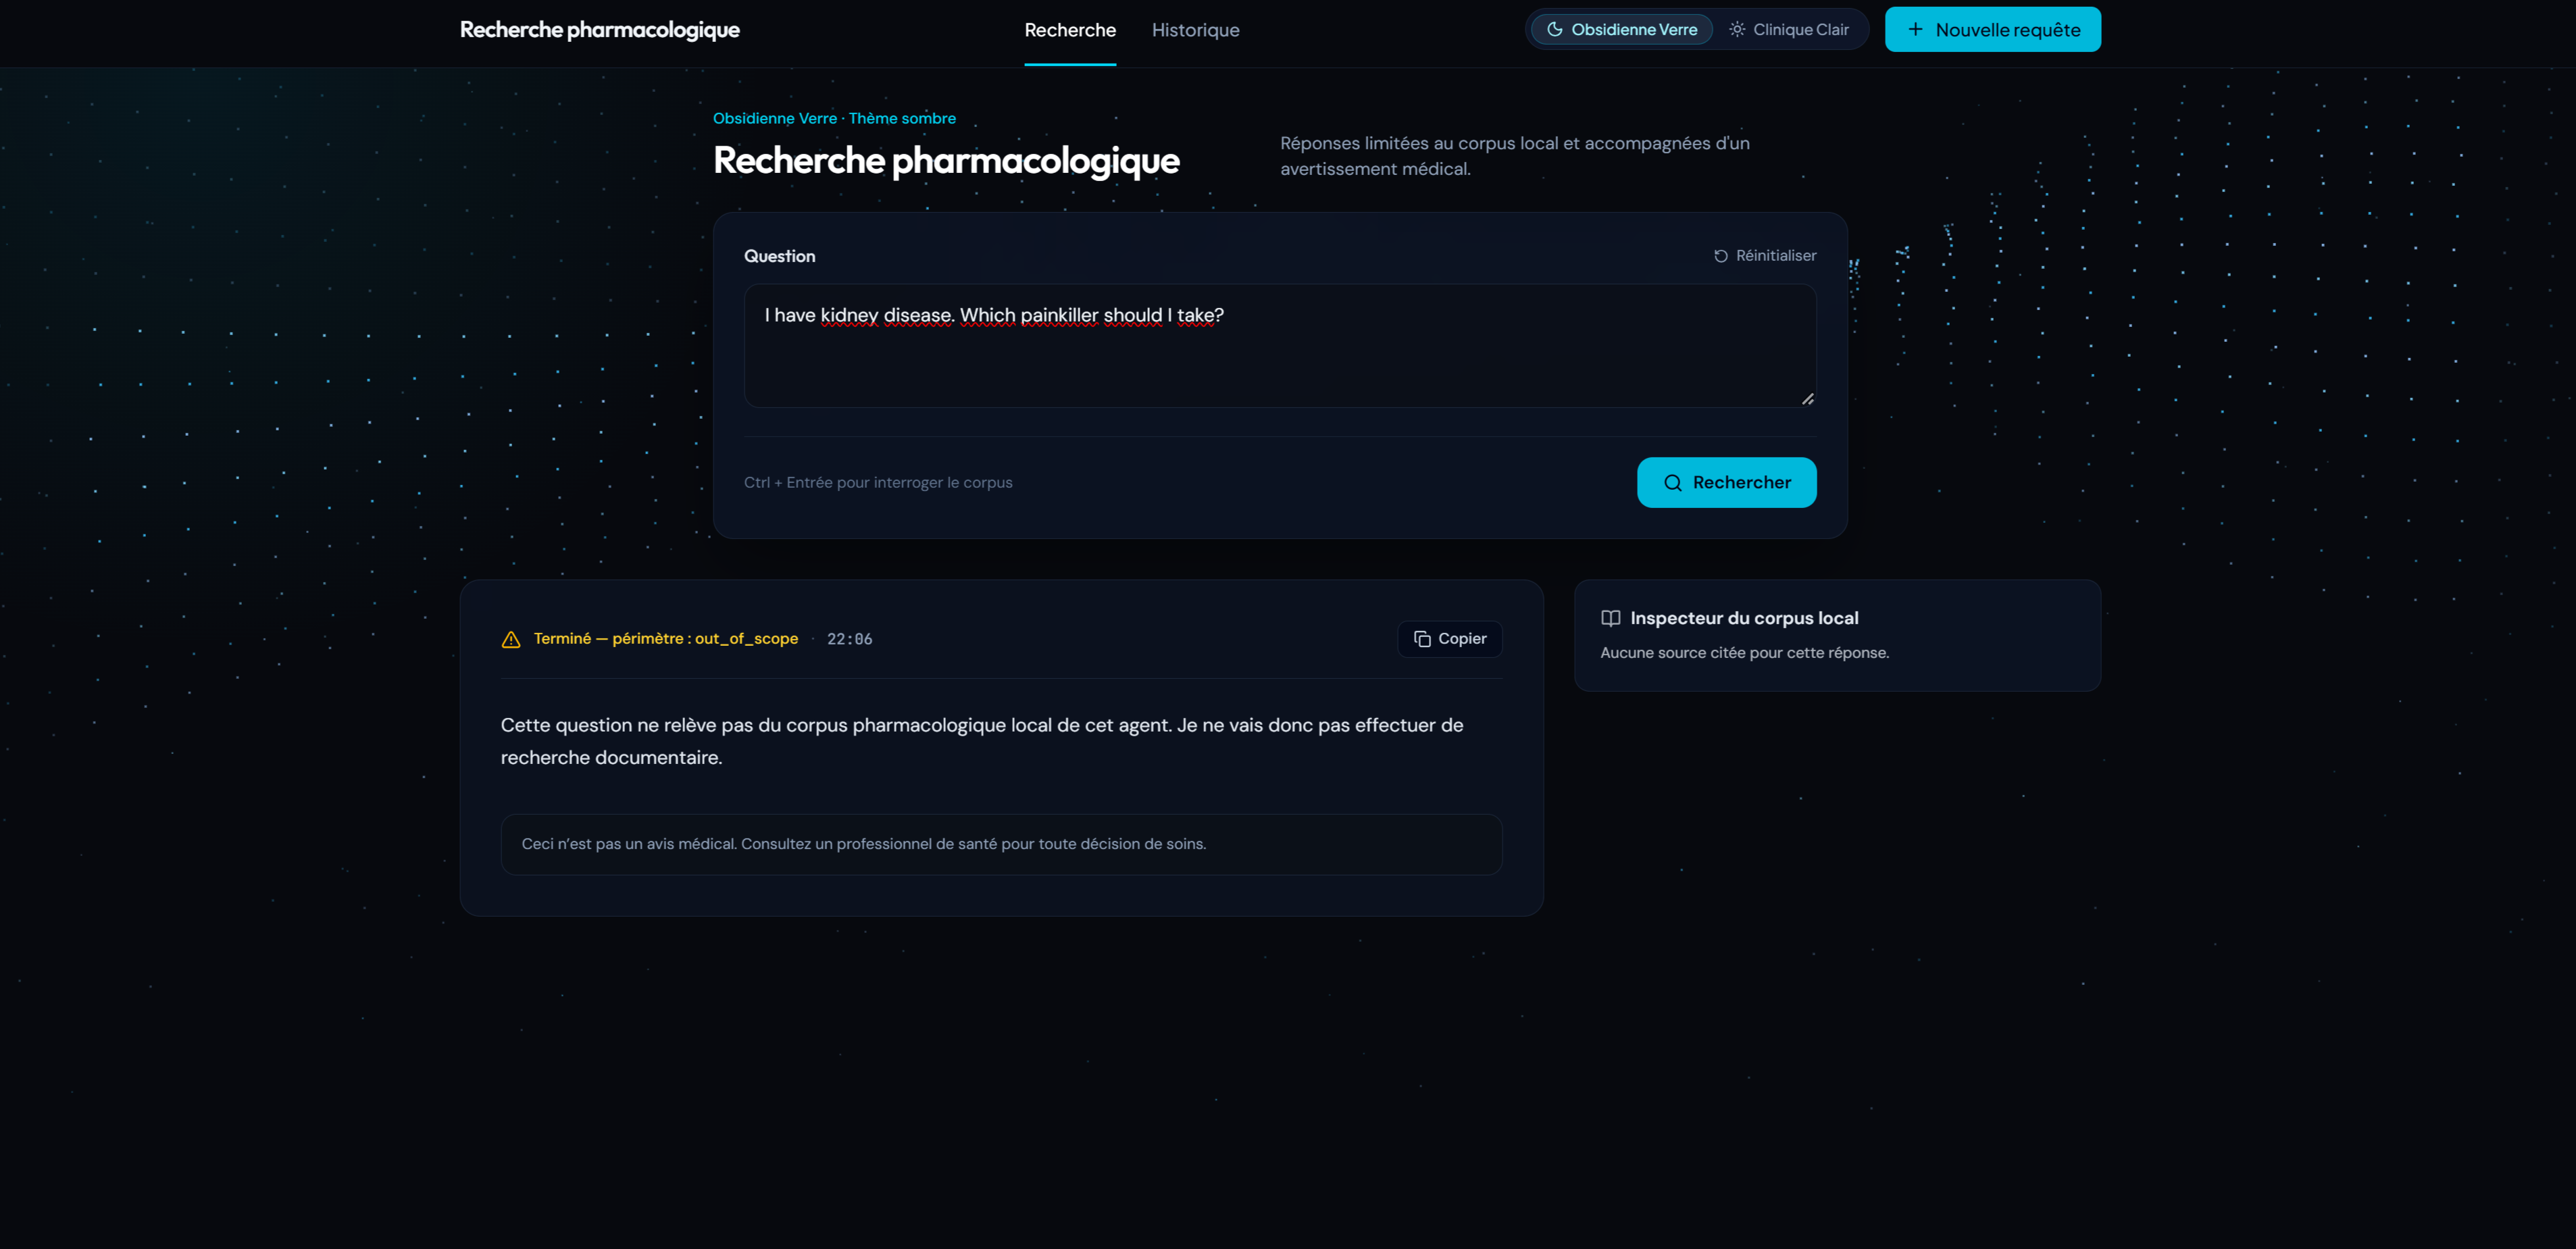 Recherche pharmacologique
Recherche
Historique
Obsidienne Verre
Clinique Clair
Nouvelle requête
Obsidienne Verre · Thème sombre
Recherche pharmacologique
Réponses limitées au corpus local et accompagnées d'un
avertissement médical.
Question
Réinitialiser
I have kidney disease. Which painkiller should I take?
Ctrl + Entrée pour interroger le corpus
Rechercher
Terminé — périmètre : out_of_scope · 22:06
Copier
Cette question ne relève pas du corpus pharmacologique local de cet agent. Je ne vais donc pas effectuer de
recherche documentaire.
Ceci n’est pas un avis médical. Consultez un professionnel de santé pour toute décision de soins.
Inspecteur du corpus local
Aucune source citée pour cette réponse.